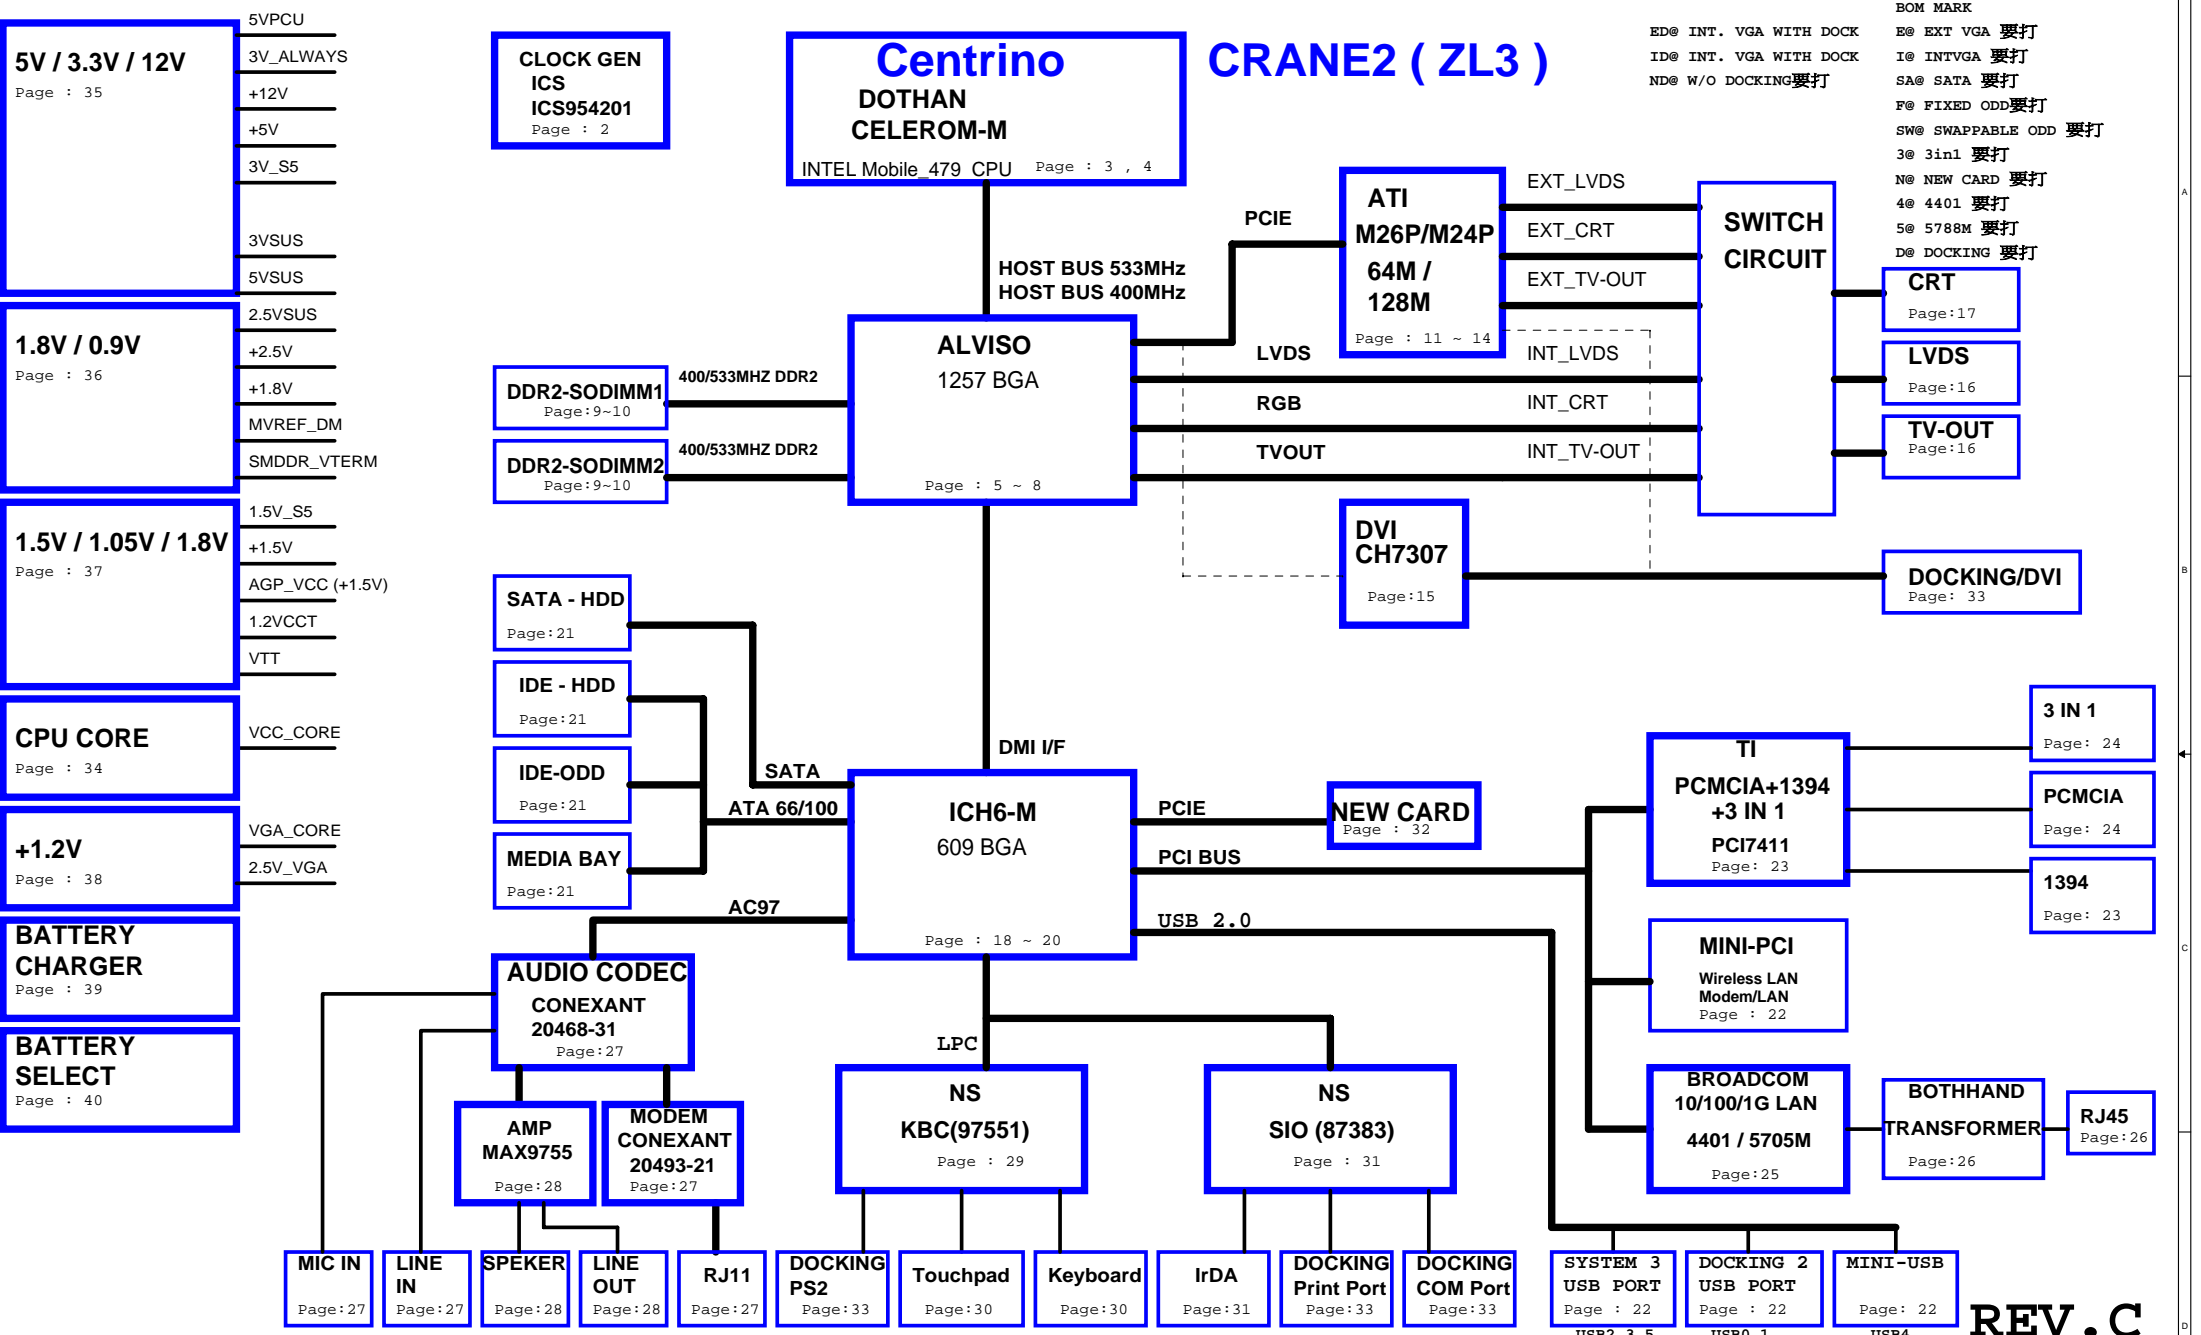 5VPCU
5V / 3.3V / 12V
Page : 35
3V_ALWAYS
+12V
+5V
3V_S5
3VSUS
5VSUS
1.8V / 0.9V
Page : 36
2.5VSUS
+2.5V
+1.8V
MVREF_DM
SMDDR_VTERM
1.5V / 1.05V / 1.8V
Page : 37
1.5V_S5
+1.5V
AGP_VCC (+1.5V)
1.2VCCT
VTT
CPU CORE
Page : 34
VCC_CORE
+1.2V
Page : 38
VGA_CORE
2.5V_VGA
BATTERY
CHARGER
Page : 39
BATTERY
SELECT
Page : 40
CLOCK GEN
ICS
ICS954201
Page : 2
Centrino
DOTHAN
CELEROM-M
INTEL Mobile_479 CPU Page : 3 , 4
CRANE2 ( ZL3 )
ED@ INT. VGA WITH DOCK
ID@ INT. VGA WITH DOCK
ND@ W/O DOCKING要打
BOM MARK
E@ EXT VGA 要打
I@ INTVGA 要打
SA@ SATA 要打
F@ FIXED ODD要打
SW@ SWAPPABLE ODD 要打
3@ 3in1 要打
N@ NEW CARD 要打
4@ 4401 要打
5@ 5788M 要打
D@ DOCKING 要打
HOST BUS 533MHz
HOST BUS 400MHz
PCIE
ATI
M26P/M24P
64M /
128M
Page : 11 ~ 14
EXT_LVDS
EXT_CRT
EXT_TV-OUT
SWITCH
CIRCUIT
CRT
Page:17
LVDS
Page:16
TV-OUT
Page:16
ALVISO
1257 BGA
Page : 5 ~ 8
LVDS
INT_LVDS
RGB
INT_CRT
TVOUT
INT_TV-OUT
DDR2-SODIMM1
Page:9~10
400/533MHZ DDR2
DDR2-SODIMM2
Page:9~10
400/533MHZ DDR2
DVI
CH7307
Page:15
DOCKING/DVI
Page: 33
SATA - HDD
Page:21
IDE - HDD
Page:21
IDE-ODD
Page:21
MEDIA BAY
Page:21
DMI I/F
SATA
ATA 66/100
AC97
ICH6-M
609 BGA
Page : 18 ~ 20
PCIE
NEW CARD
Page : 32
PCI BUS
USB 2.0
TI
PCMCIA+1394
+3 IN 1
PCI7411
Page: 23
3 IN 1
Page: 24
PCMCIA
Page: 24
1394
Page: 23
MINI-PCI
Wireless LAN
Modem/LAN
Page : 22
BROADCOM
10/100/1G LAN
4401 / 5705M
Page:25
BOTHHAND
TRANSFORMER
Page:26
RJ45
Page:26
AUDIO CODEC
CONEXANT
20468-31
Page:27
AMP
MAX9755
Page:28
MODEM
CONEXANT
20493-21
Page:27
LPC
NS
KBC(97551)
Page : 29
NS
SIO (87383)
Page : 31
MIC IN
Page:27
LINE
IN
Page:27
SPEKER
Page:28
LINE
OUT
Page:28
RJ11
Page:27
DOCKING
PS2
Page:33
Touchpad
Page:30
Keyboard
Page:30
IrDA
Page:31
DOCKING
Print Port
Page:33
DOCKING
COM Port
Page:33
SYSTEM 3
USB PORT
Page : 22
USB2,3,5
DOCKING 2
USB PORT
Page : 22
USB0,1
MINI-USB
Page: 22
USB4
REV.C
A
B
C
D